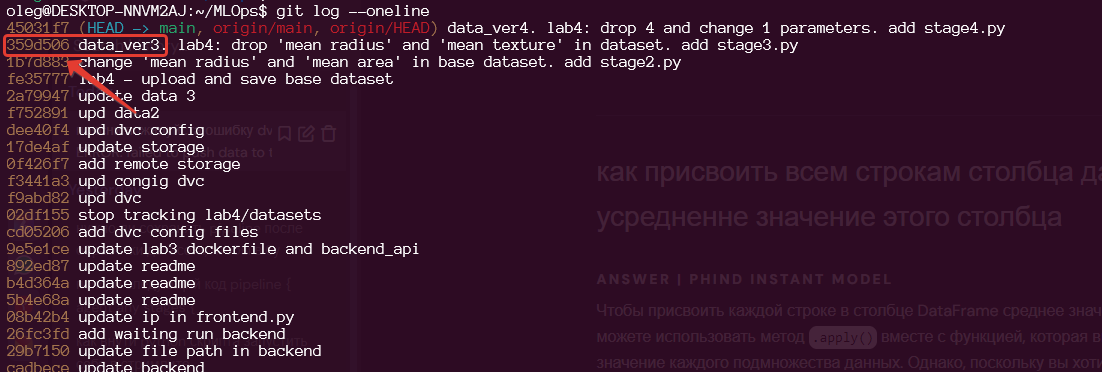 oleg@DESKTOP-NNVM2AJ:~/MLOps$ git log --oneline
45031f7 (HEAD -> main, origin/main, origin/HEAD) data_ver4. lab4: drop 4 and change 1 parameters. add stage4.py
359d506 data_ver3. lab4: drop 'mean radius' and 'mean texture' in dataset. add stage3.py
1b7d883 change 'mean radius' and 'mean area' in base dataset. add stage2.py
fe35777 lab4 - upload and save base dataset
2a79947 update data 3
f752891 upd data2
dee40f4 upd dvc config
17de4af update storage
0f426f7 add remote storage
f3441a3 upd congig dvc
f9abd82 upd dvc
02df155 stop tracking lab4/datasets
cd05206 add dvc config files
9e5e1ce update lab3 dockerfile and backend_api
892ed87 update readme
b4d364a update readme
5b4e68a update readme
08b42b4 update ip in frontend.py
26fc3fd add waiting run backend
29b7150 update file path in backend
cadbece update backend
ошибку dv
код pipeline {
как присвоить всем строкам столбца да
усредненне значение этого столбца
ANSWER | PHIND INSTANT MODEL
Чтобы присвоить каждой строке в столбце DataFrame среднее знач
можете использовать метод .apply() вместе с функцией, которая в
значение каждого подмножества данных. Однако, поскольку вы хоти